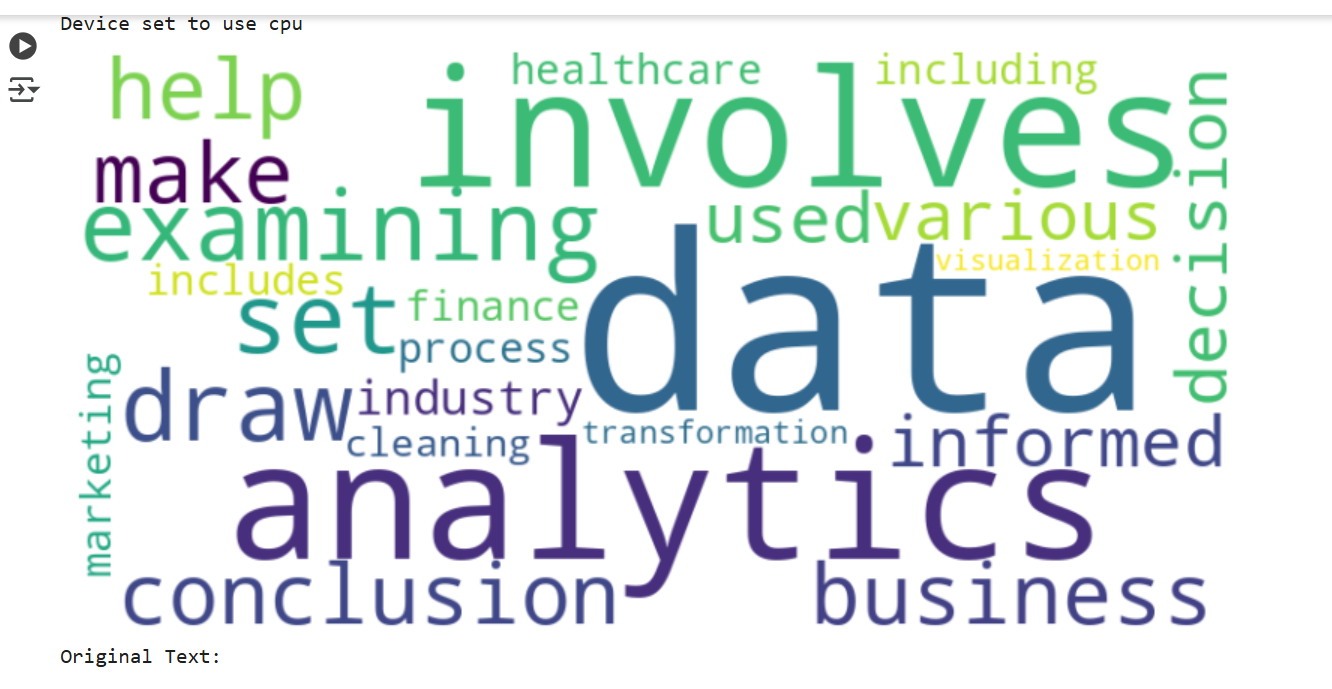 Device set to use cpu
help
healthcare
including
involves
make
decision
examining
used
various
includes
visualization
set
finance
data
process
marketing
draw
industry
cleaning
transformation
informed
analytics
conclusion
business
Original Text: